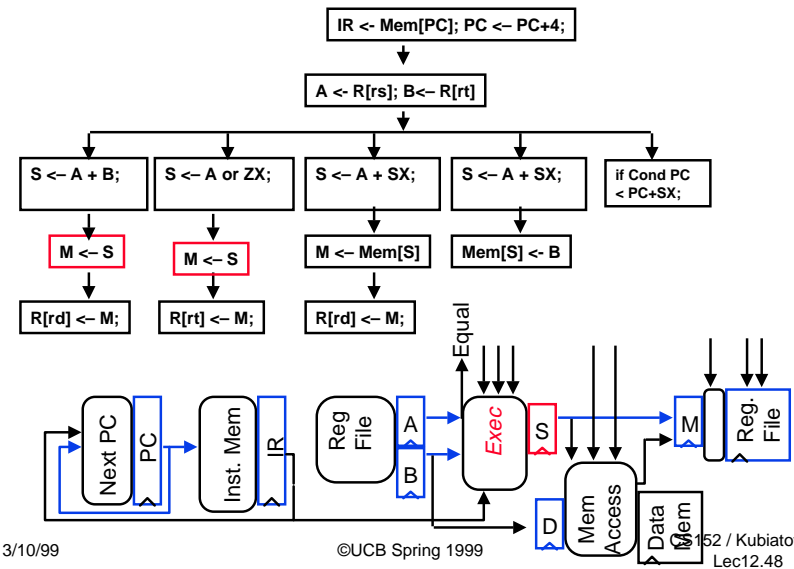 IR <- Mem[PC]; PC <– PC+4;
A <- R[rs]; B<– R[rt]
S <– A + B;
S <– A or ZX;
S <– A + SX;
S <– A + SX;
if Cond PC
< PC+SX;
M <– S
M <– S
M <– Mem[S]
Mem[S] <- B
R[rd] <– M;
R[rt] <– M;
R[rd] <– M;
Equal
Next PC
PC
Inst. Mem
IR
Reg
File
A
B
Exec
S
D
Mem
Access
Data
Mem
M
Reg.
File
3/10/99
©UCB Spring 1999
CS152 / Kubiato
Lec12.48